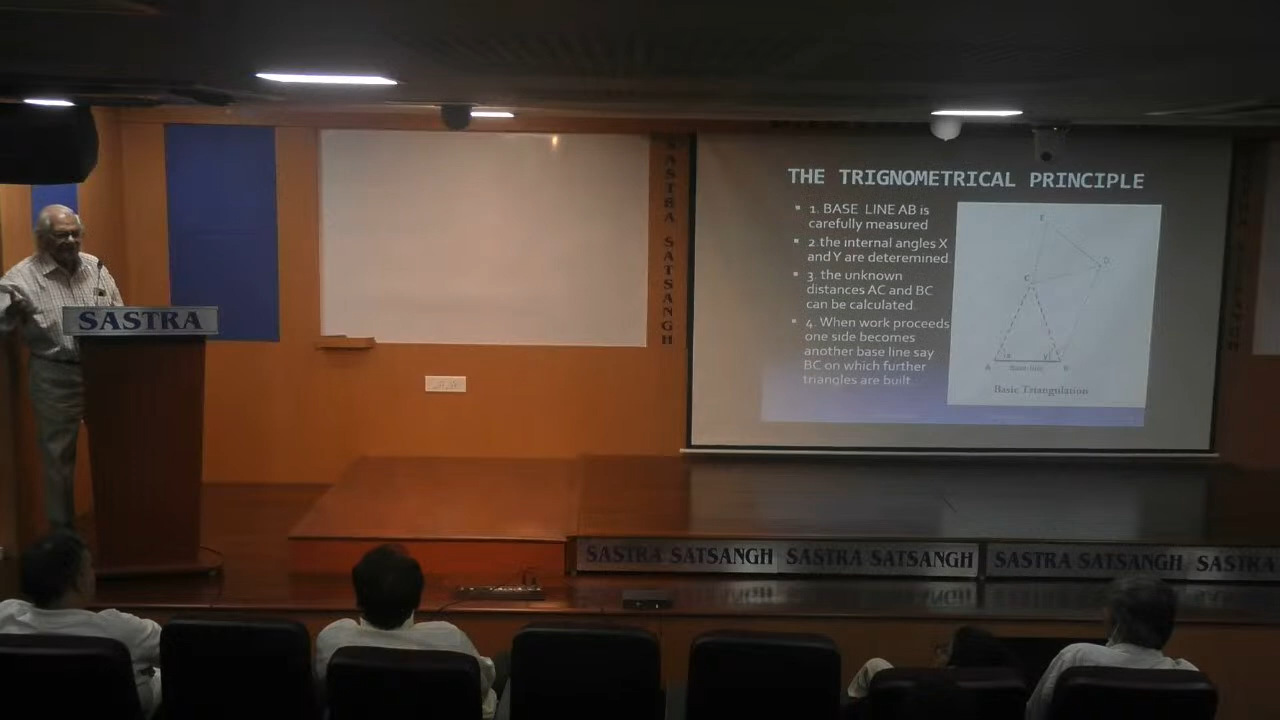 SASTRA SATSANGH
THE TRIGNOMETRICAL PRINCIPLE
1. BASE LINE AB is
carefully measured
2. the internal angles X
and Y are deteremined.
3. the unknown
distances AC and BC
can be calculated.
4. When work proceeds
one side becomes
another base line say
BC on which further
triangles are built.
E
D
C
A
Base line
B
Basic Triangulation
SASTRA
SASTRA SATSANGH SASTRA SATSANGH SASTRA SATSANGH SASTRA